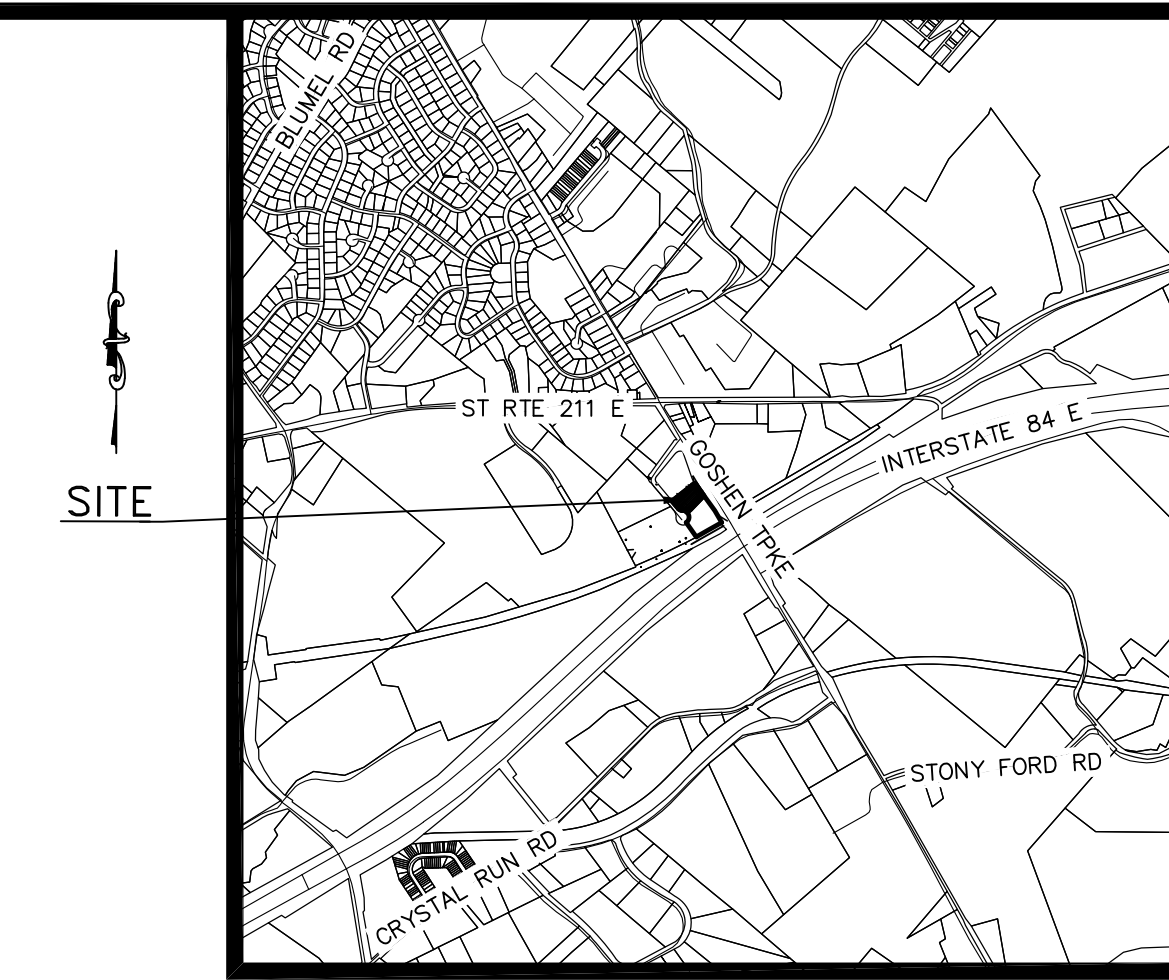 BLUMEL RD
ST RTE 211 E
INTERSTATE 84 E
GOSHEN TPKE
SITE
STONY FORD RD
CRYSTAL RUN RD